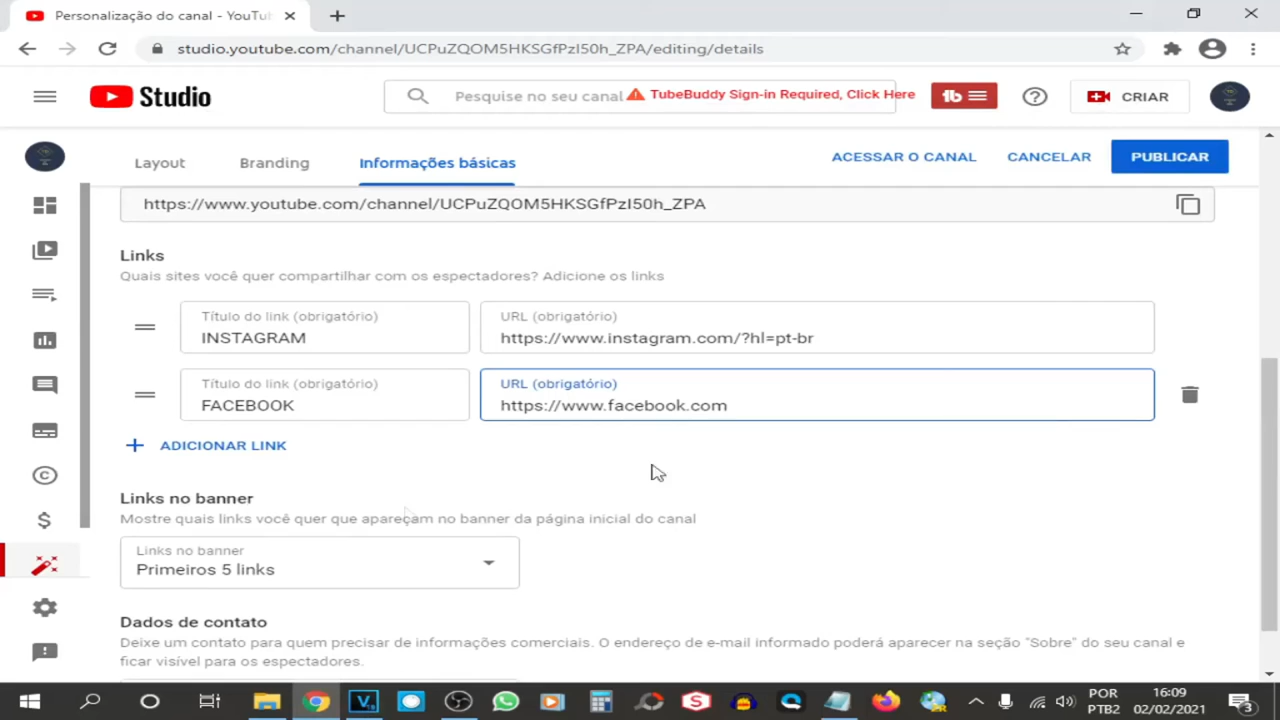 Personalização do canal - YouTu
studio.youtube.com/channel/UCPuZQOM5HKSGfPzI50h_ZPA/editing/details
Studio
Pesquise no seu canal
TubeBuddy Sign-in Required, Click Here
tb
CRIAR
Layout
Branding
Informações básicas
ACESSAR O CANAL
CANCELAR
PUBLICAR
https://www.youtube.com/channel/UCPuZQOM5HKSGfPzI50h_ZPA
Links
Quais sites você quer compartilhar com os espectadores? Adicione os links
Título do link (obrigatório)
INSTAGRAM
URL (obrigatório)
https://www.instagram.com/?hl=pt-br
Título do link (obrigatório)
FACEBOOK
URL (obrigatório)
https://www.facebook.com
ADICIONAR LINK
Links no banner
Mostre quais links você quer que apareçam no banner da página inicial do canal
Links no banner
Primeiros 5 links
Dados de contato
Deixe um contato para quem precisar de informações comerciais. O endereço de e-mail informado poderá aparecer na seção "Sobre" do seu canal e
ficar visível para os espectadores.
POR
PTB2
16:09
02/02/2021
3